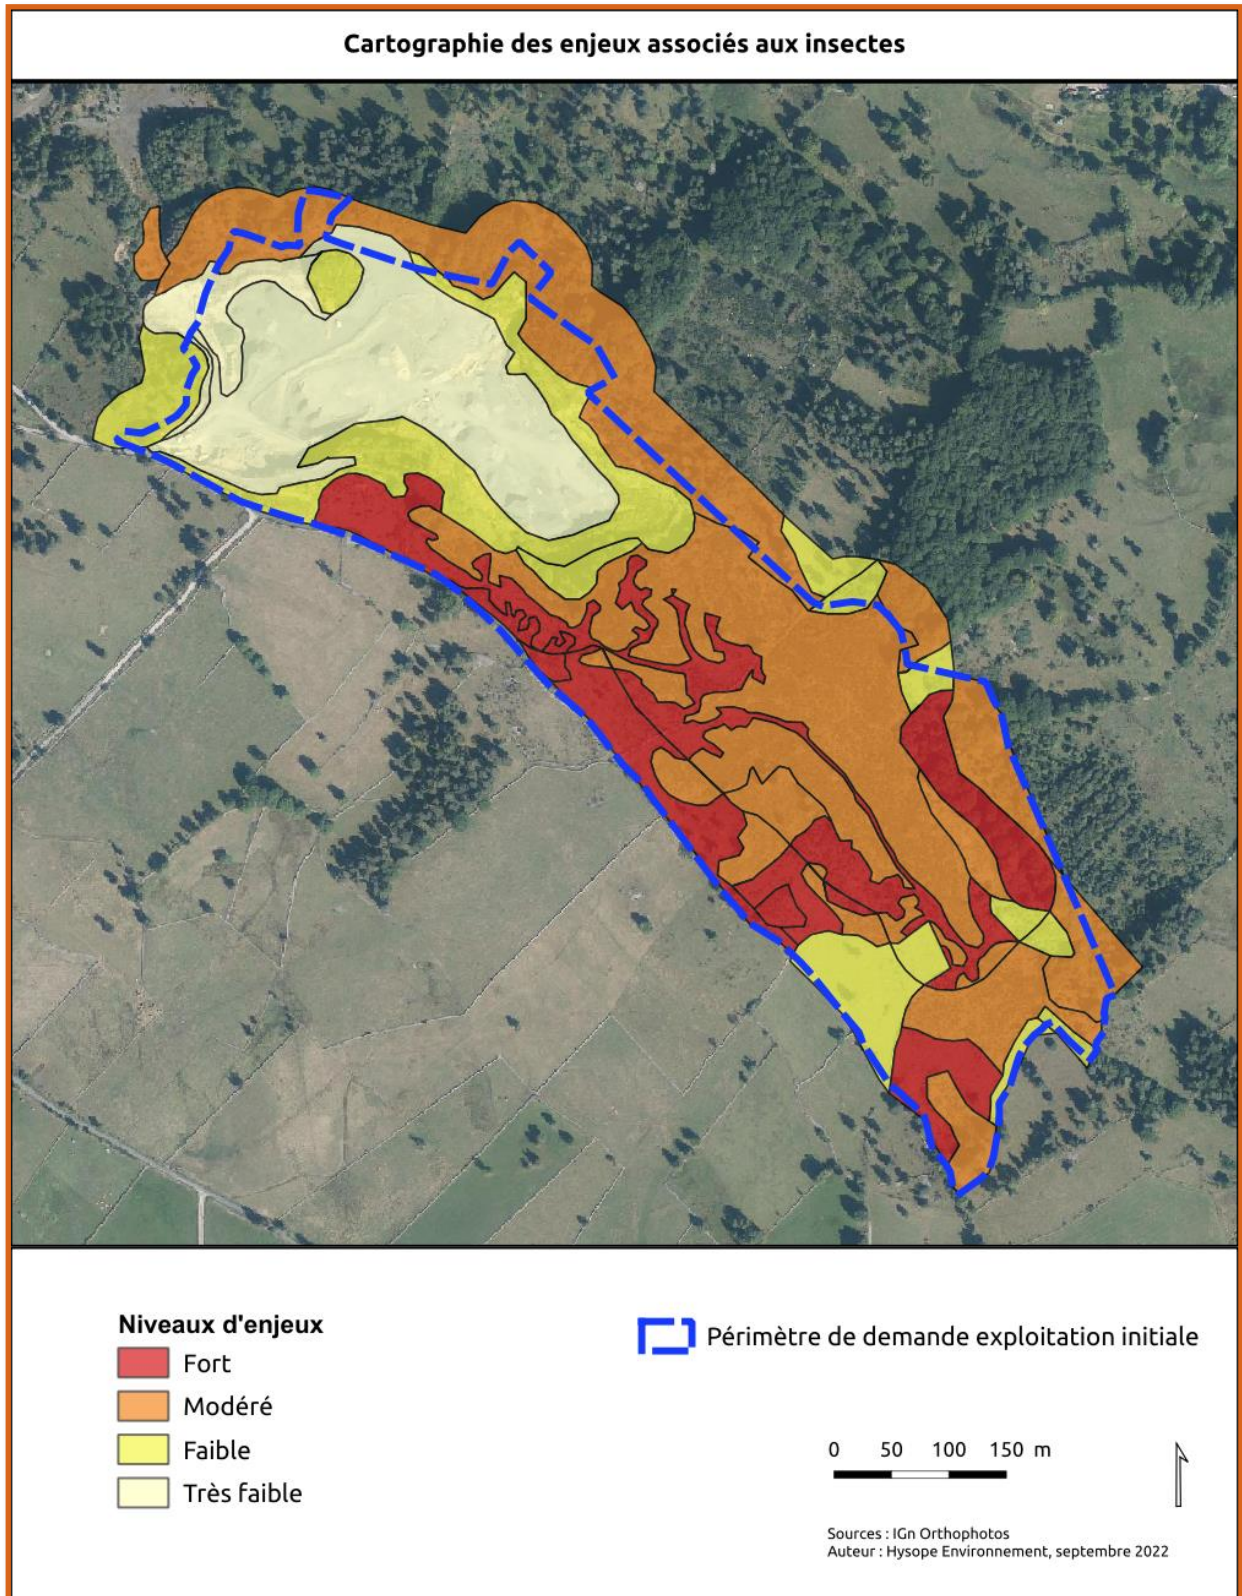 Cartographie des enjeux associés aux insectes
Niveaux d'enjeux
Fort
Modéré
Faible
Très faible
Périmètre de demande exploitation initiale
0 50 100 150 m
Sources : IGn Orthophotos
Auteur : Hysope Environnement, septembre 2022